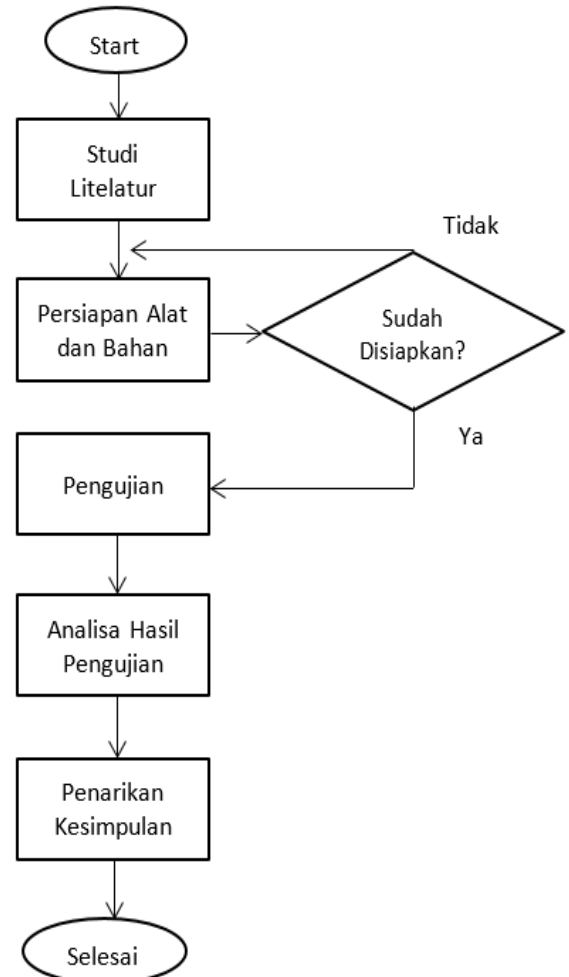 Start
Studi
Litelatur
Tidak
Persiapan Alat
dan Bahan
Sudah
Disiapkan?
Ya
Pengujian
Analisa Hasil
Pengujian
Penarikan
Kesimpulan
Selesai